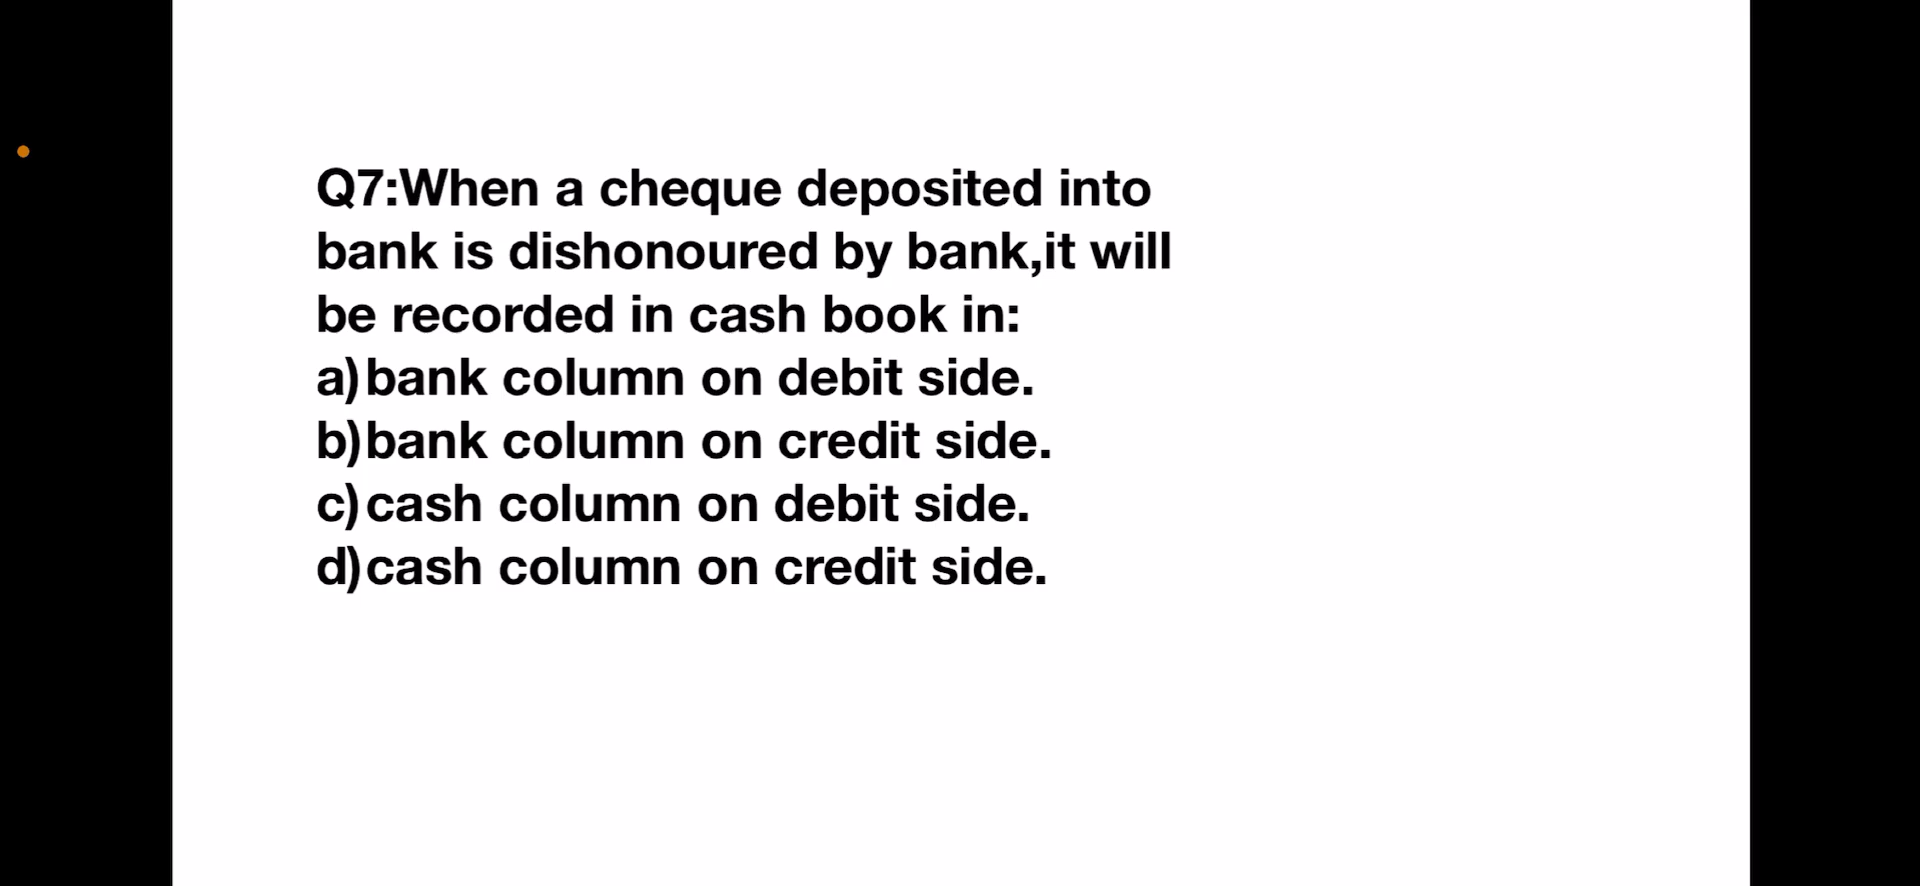 Q7:When a cheque deposited into
bank is dishonoured by bank,it will
be recorded in cash book in:
a)bank column on debit side.
b)bank column on credit side.
c)cash column on debit side.
d)cash column on credit side.